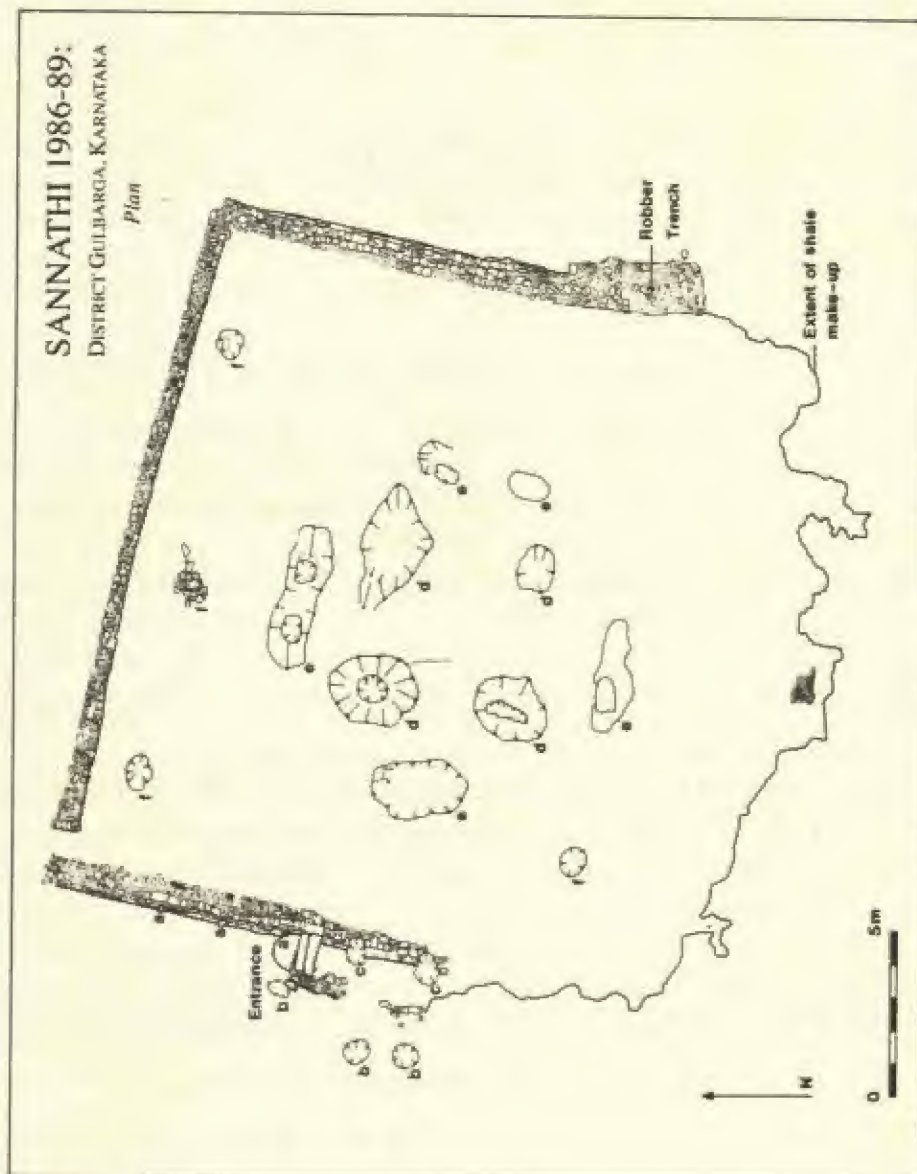 SANNATHI 1986-89:
DISTRICT GULBARGA, KARNATAKA
Plan
f
f
f
Robber
Trench
e
e
d
e
d
d
d
e
Extent of shale
make-up
e
f
a
a
a
Entrance
b
c
c
b
b
N
0
5m